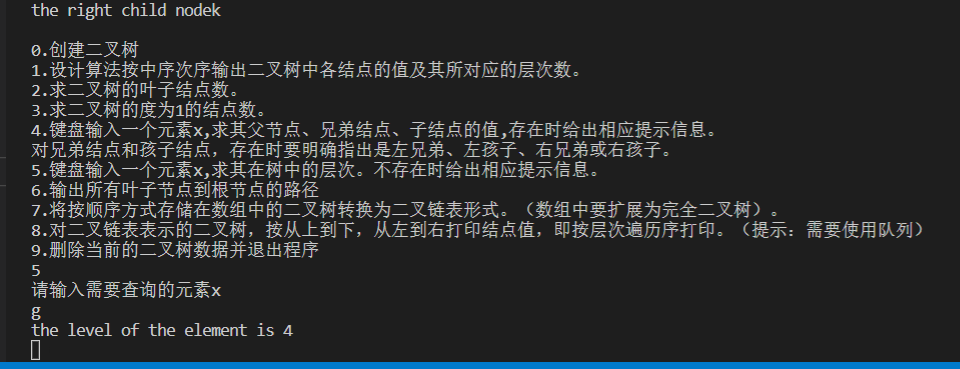 the right child nodek
0.创建二叉树
1.设计算法按中序次序输出二叉树中各结点的值及其所对应的层次数。
2.求二叉树的叶子结点数。
3.求二叉树的度为1的结点数。
4.键盘输入一个元素x,求其父节点、兄弟结点、子结点的值,存在时给出相应提示信息。
对兄弟结点和孩子结点，存在时要明确指出是左兄弟、左孩子、右兄弟或右孩子。
5.键盘输入一个元素x,求其在树中的层次。不存在时给出相应提示信息。
6.输出所有叶子节点到根节点的路径
7.将按顺序方式存储在数组中的二叉树转换为二叉链表形式。（数组中要扩展为完全二叉树）。
8.对二叉链表表示的二叉树，按从上到下，从左到右打印结点值，即按层次遍历序打印。（提示：需要使用队列）
9.删除当前的二叉树数据并退出程序
5
请输入需要查询的元素x
g
the level of the element is 4